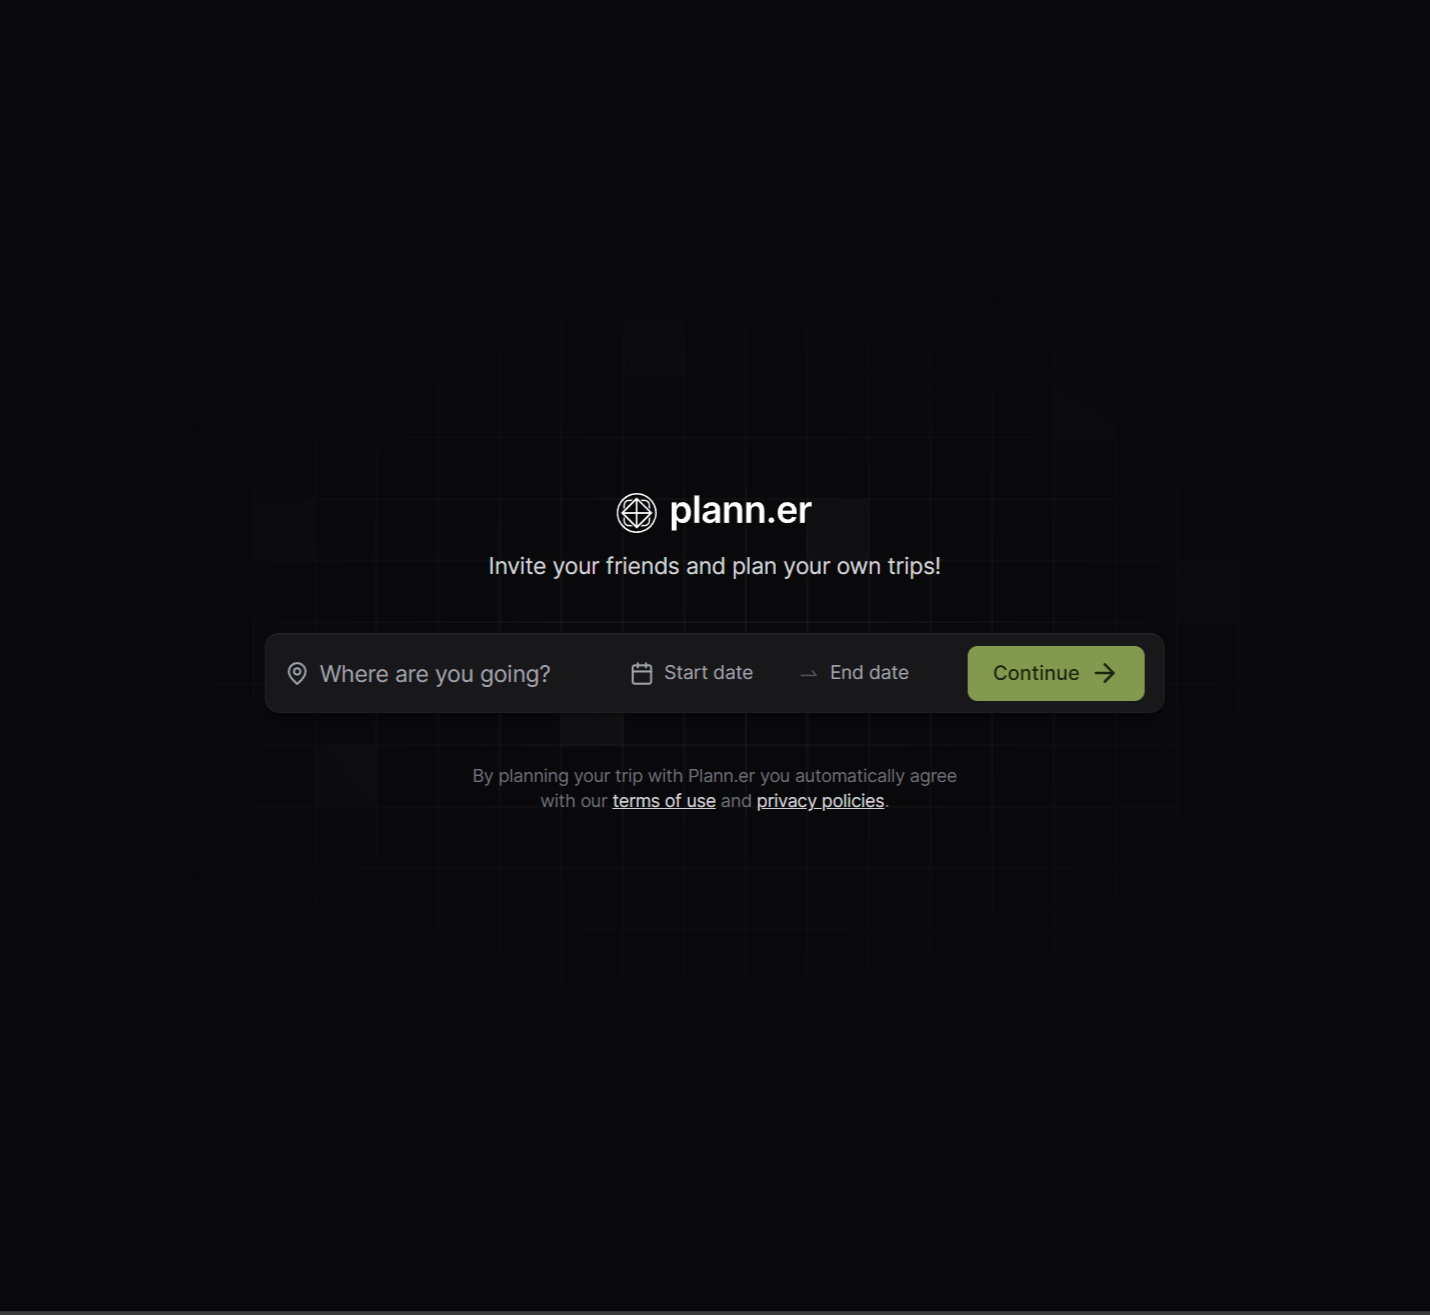 plann.er
Invite your friends and plan your own trips!
Where are you going?
Start date
End date
Continue
By planning your trip with Plann.er you automatically agree
with our terms of use and privacy policies.